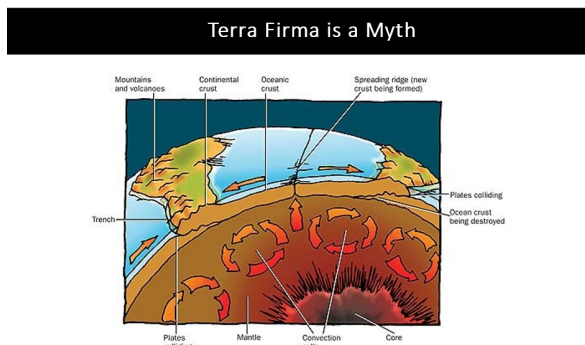 Terra Firma is a Myth
Mountains
and volcanoes
Continental
crust
Oceanic
crust
Spreading ridge (new
crust being formed)
Plates colliding
Ocean crust
being destroyed
Trench
Plates
Mantle
Convection
Core